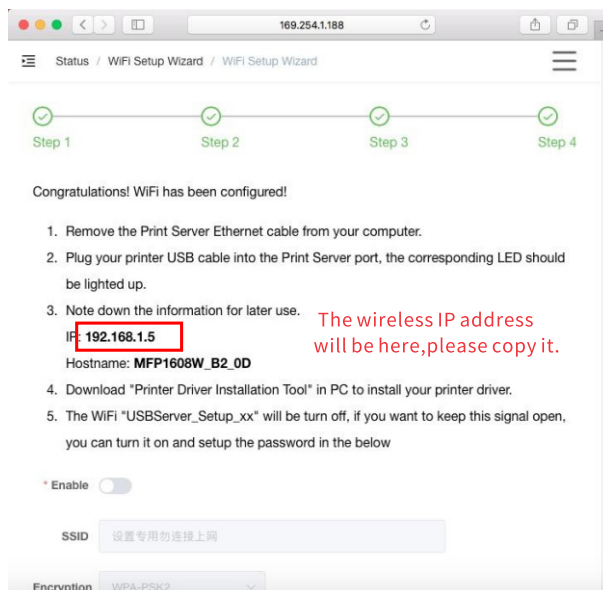 169.254.1.188
Status / WiFi Setup Wizard / WiFi Setup Wizard
Step 1 Step 2 Step 3 Step 4
Congratulations! WiFi has been configured!
1. Remove the Print Server Ethernet cable from your computer.
2. Plug your printer USB cable into the Print Server port, the corresponding LED should
be lighted up.
3. Note down the information for later use.
IP: 192.168.1.5
Hostname: MFP1608W_B2_0D
The wireless IP address
will be here,please copy it.
4. Download "Printer Driver Installation Tool" in PC to install your printer driver.
5. The WiFi "USBServer_Setup_xx" will be turn off, if you want to keep this signal open,
you can turn it on and setup the password in the below
* Enable
SSID 设置专用勿连接上网
Encryption WPA-PSK2